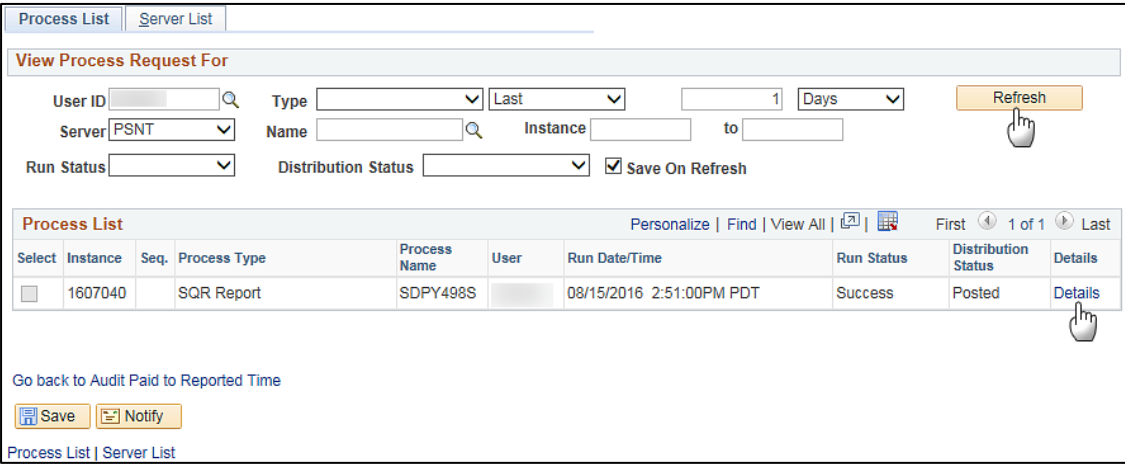 Process List Server List
View Process Request For
User ID Type Last 1 Days Refresh
Server PSNT Name Instance to
Run Status Distribution Status Save On Refresh
Process List Personalize | Find | View All | | First 1 of 1 Last
Select Instance Seq. Process Type Process Name User Run Date/Time Run Status Distribution Status Details
1607040 SQR Report SDPY498S 08/15/2016 2:51:00PM PDT Success Posted Details
Go back to Audit Paid to Reported Time
Save Notify
Process List | Server List